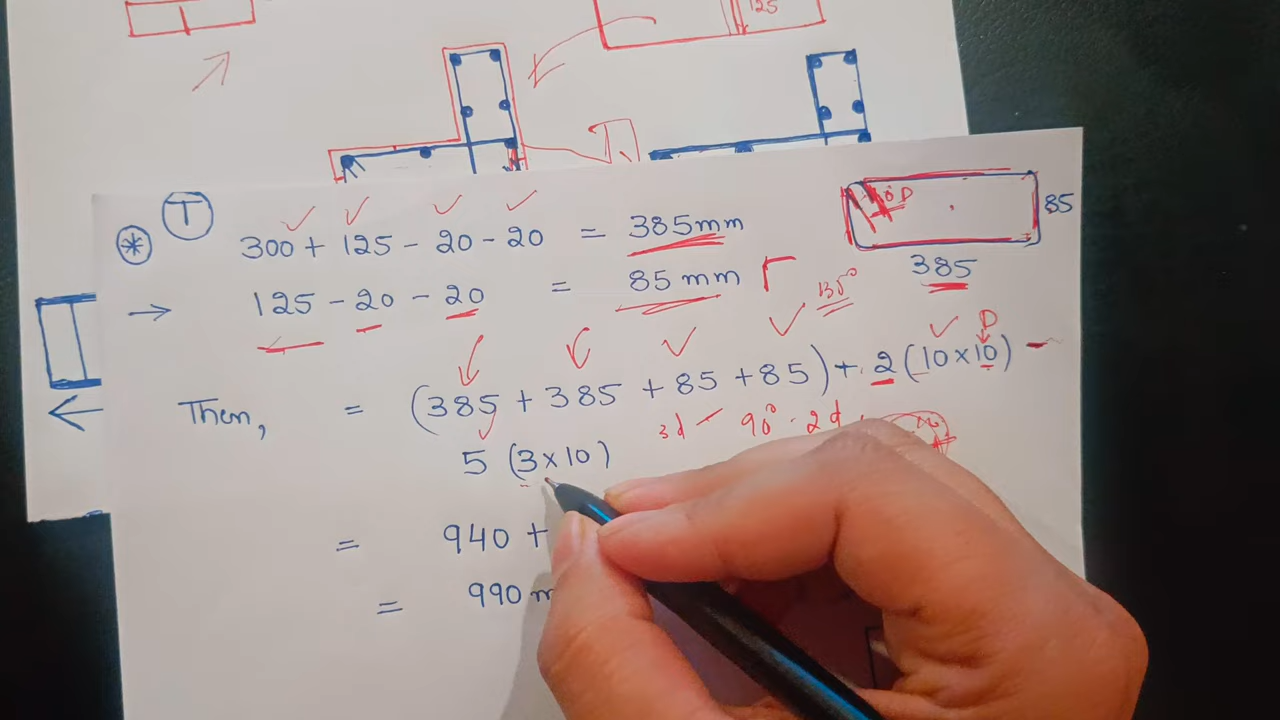 125
T
300 + 125 - 20 - 20 = 385mm
85
385
→ 125 - 20 - 20 = 85 mm
135°
D
Then, = (385 + 385 + 85 + 85) + 2 (10 x 10) -
3d - 90° - 2d
5 (3 x 10)
= 940 +
= 990 m